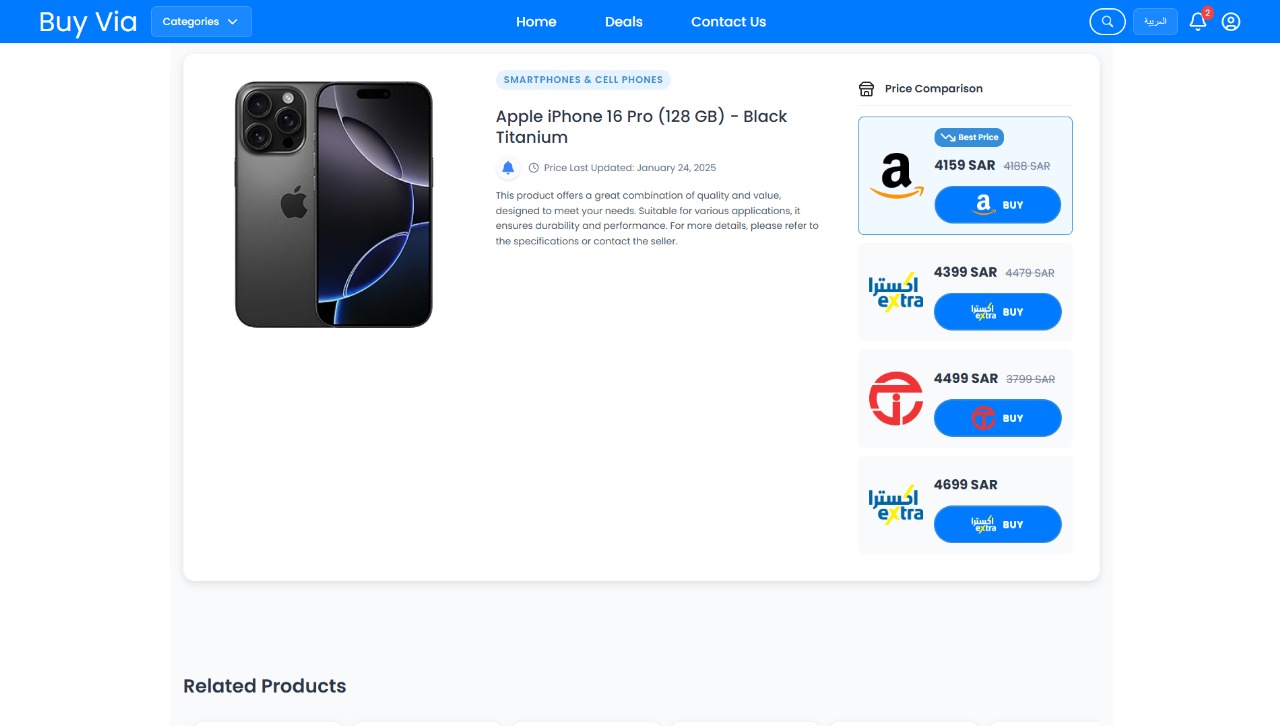 Buy Via
Categories
Home
Deals
Contact Us
العربية
2
SMARTPHONES & CELL PHONES
Apple iPhone 16 Pro (128 GB) - Black
Titanium
Price Last Updated: January 24, 2025
This product offers a great combination of quality and value,
designed to meet your needs. Suitable for various applications, it
ensures durability and performance. For more details, please refer to
the specifications or contact the seller.
Price Comparison
Best Price
a
4159 SAR 4188 SAR
a BUY
اكسترا
extra
4399 SAR 4479 SAR
اكسترا
extra BUY
4499 SAR 3799 SAR
BUY
اكسترا
extra
4699 SAR
اكسترا
extra BUY
Related Products